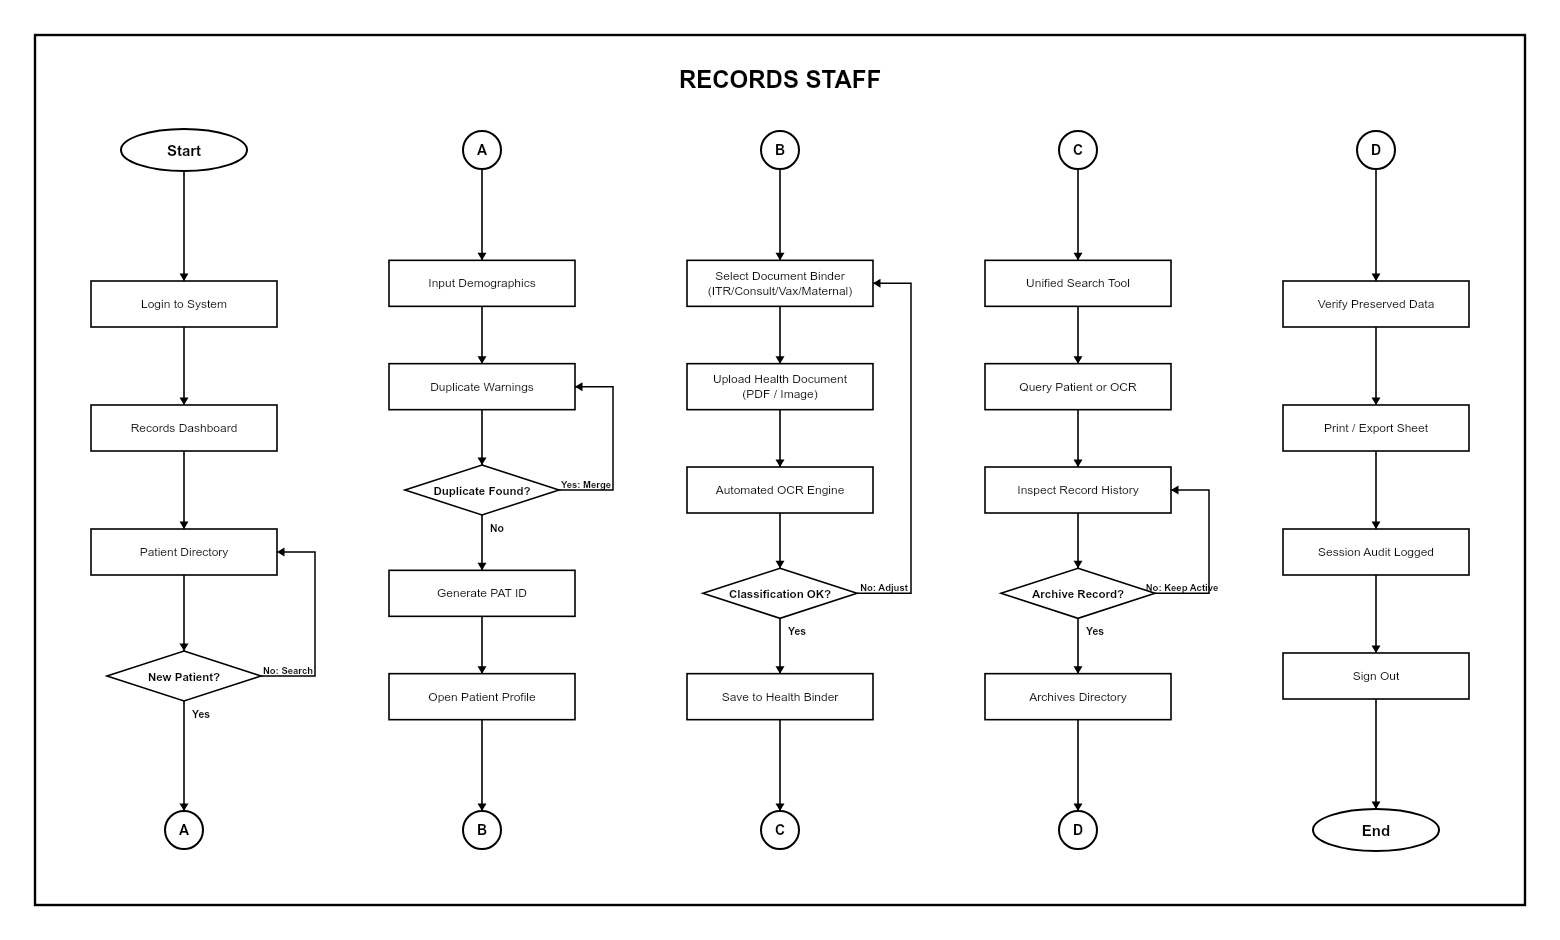 RECORDS STAFF
Start
Login to System
Records Dashboard
Patient Directory
New Patient?
No: Search
Yes
A
A
Input Demographics
Duplicate Warnings
Duplicate Found?
Yes: Merge
No
Generate PAT ID
Open Patient Profile
B
B
Select Document Binder
(ITR/Consult/Vax/Maternal)
Upload Health Document
(PDF / Image)
Automated OCR Engine
Classification OK?
No: Adjust
Yes
Save to Health Binder
C
C
Unified Search Tool
Query Patient or OCR
Inspect Record History
Archive Record?
No: Keep Active
Yes
Archives Directory
D
D
Verify Preserved Data
Print / Export Sheet
Session Audit Logged
Sign Out
End